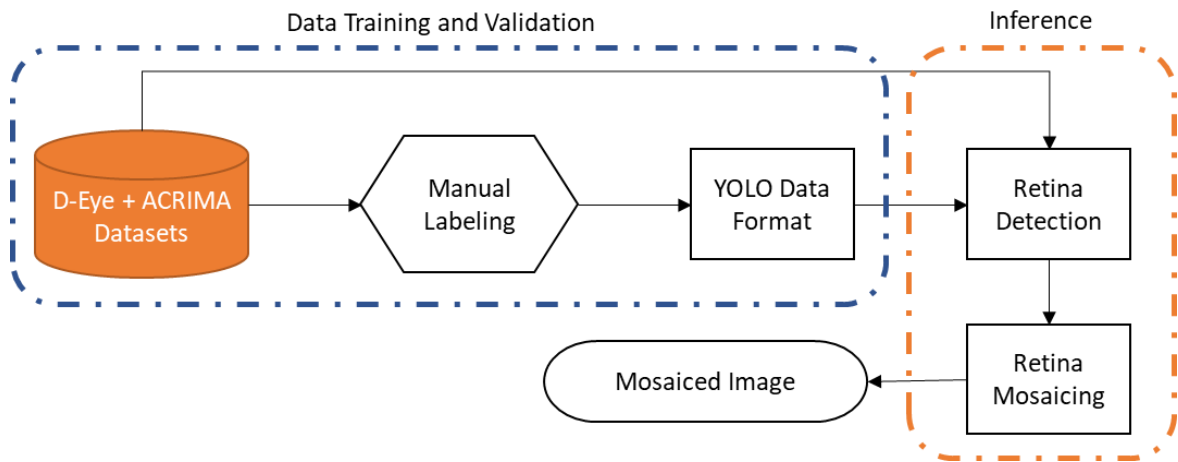 Data Training and Validation
Inference
D-Eye + ACRIMA
Datasets
Manual
Labeling
YOLO Data
Format
Retina
Detection
Mosaiced Image
Retina
Mosaicing